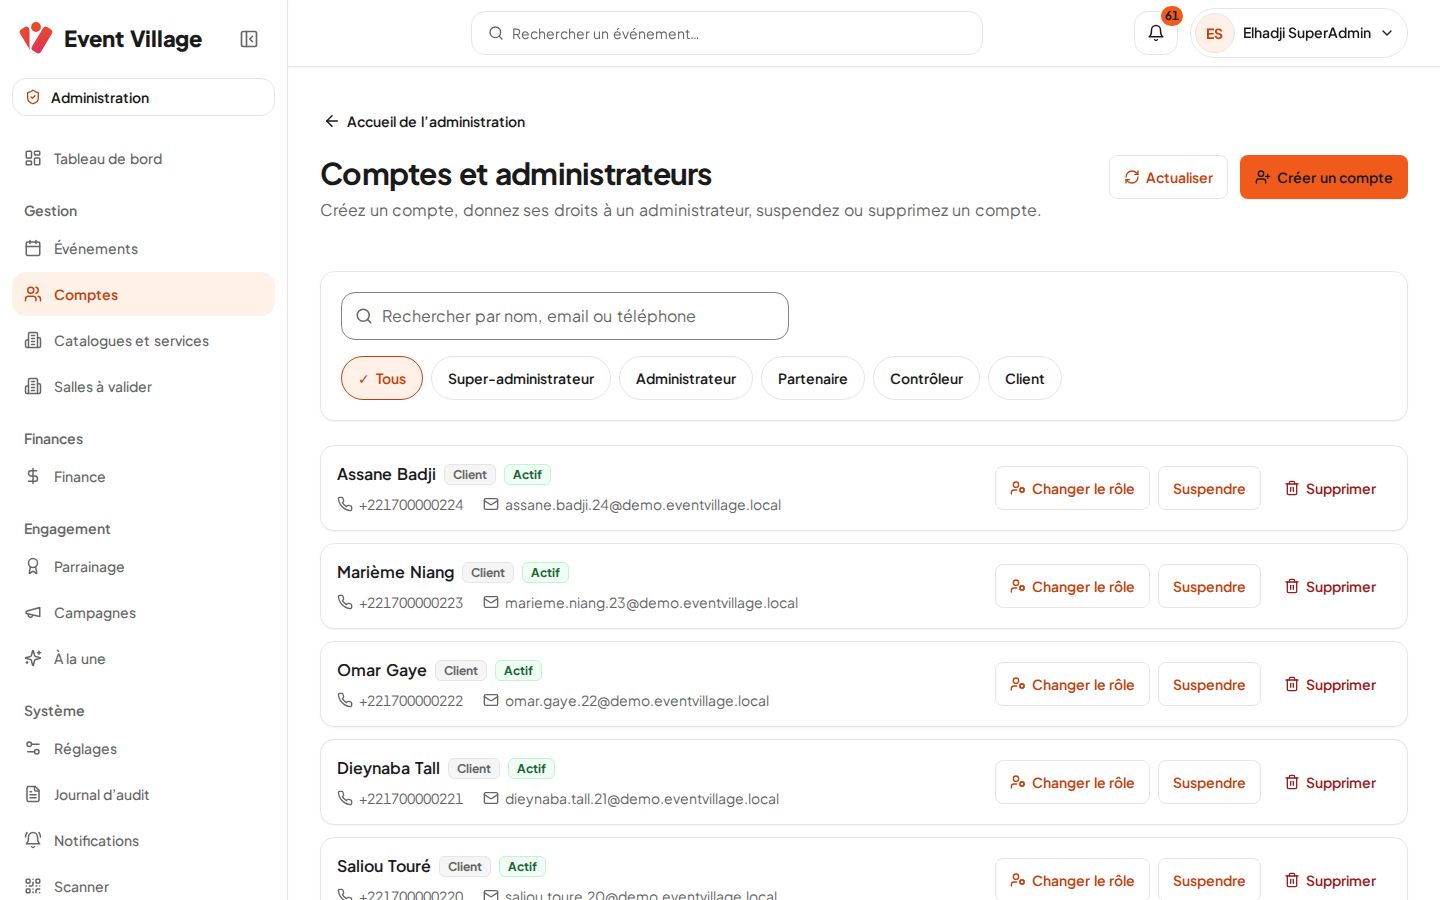 Event Village
Rechercher un événement...
61
ES
Elhadji SuperAdmin
Administration
Tableau de bord
Gestion
Événements
Comptes
Catalogues et services
Salles à valider
Finances
Finance
Engagement
Parrainage
Campagnes
À la une
Système
Réglages
Journal d’audit
Notifications
Scanner
Accueil de l’administration
Comptes et administrateurs
Créez un compte, donnez ses droits à un administrateur, suspendez ou supprimez un compte.
Actualiser
Créer un compte
Rechercher par nom, email ou téléphone
✓ Tous
Super-administrateur
Administrateur
Partenaire
Contrôleur
Client
Assane Badji Client Actif
+221700000224 assane.badji.24@demo.eventvillage.local
Changer le rôle Suspendre Supprimer
Marième Niang Client Actif
+221700000223 marieme.niang.23@demo.eventvillage.local
Changer le rôle Suspendre Supprimer
Omar Gaye Client Actif
+221700000222 omar.gaye.22@demo.eventvillage.local
Changer le rôle Suspendre Supprimer
Dieynaba Tall Client Actif
+221700000221 dieynaba.tall.21@demo.eventvillage.local
Changer le rôle Suspendre Supprimer
Saliou Touré Client Actif
+221700000220 saliou.toure.20@demo.eventvillage.local
Changer le rôle Suspendre Supprimer